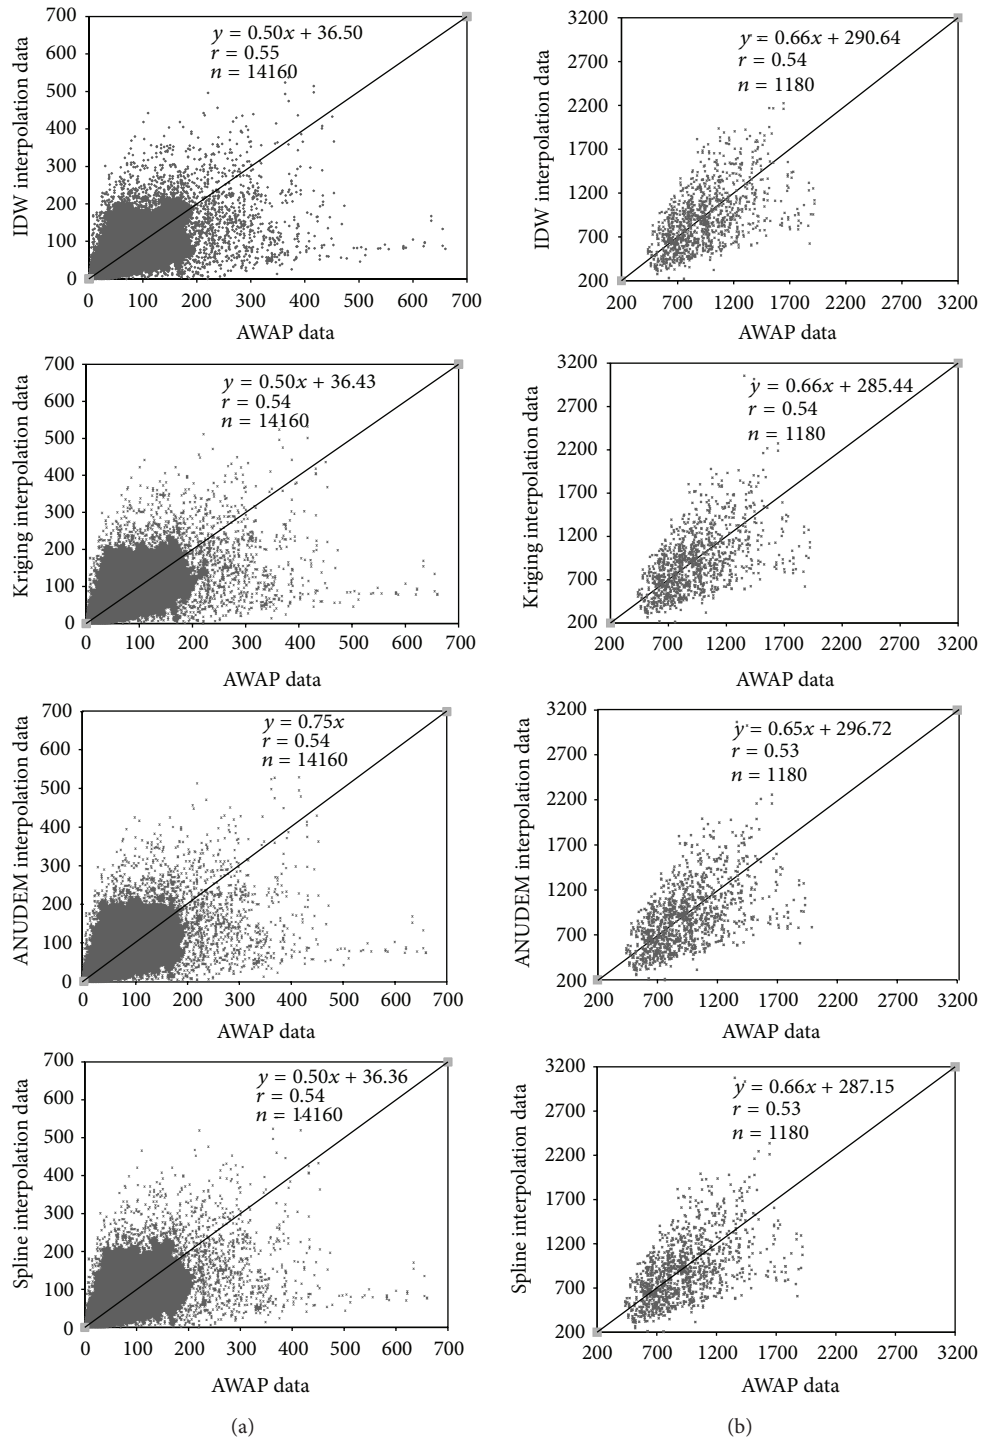 700
600
500
400
300
200
100
0
IDW interpolation data
y = 0.50x + 36.50
r = 0.55
n = 14160
0 100 200 300 400 500 600 700
AWAP data
3200
2700
2200
1700
1200
700
200
IDW interpolation data
y = 0.66x + 290.64
r = 0.54
n = 1180
200 700 1200 1700 2200 2700 3200
AWAP data
700
600
500
400
300
200
100
0
Kriging interpolation data
y = 0.50x + 36.43
r = 0.54
n = 14160
0 100 200 300 400 500 600 700
AWAP data
3200
2700
2200
1700
1200
700
200
Kriging interpolation data
y = 0.66x + 285.44
r = 0.54
n = 1180
200 700 1200 1700 2200 2700 3200
AWAP data
700
600
500
400
300
200
100
0
ANUDEM interpolation data
y = 0.75x
r = 0.54
n = 14160
0 100 200 300 400 500 600 700
AWAP data
3200
2700
2200
1700
1200
700
200
ANUDEM interpolation data
y = 0.65x + 296.72
r = 0.53
n = 1180
200 700 1200 1700 2200 2700 3200
AWAP data
700
600
500
400
300
200
100
0
Spline interpolation data
y = 0.50x + 36.36
r = 0.54
n = 14160
0 100 200 300 400 500 600 700
AWAP data
3200
2700
2200
1700
1200
700
200
Spline interpolation data
y = 0.66x + 287.15
r = 0.53
n = 1180
200 700 1200 1700 2200 2700 3200
AWAP data
(a)
(b)